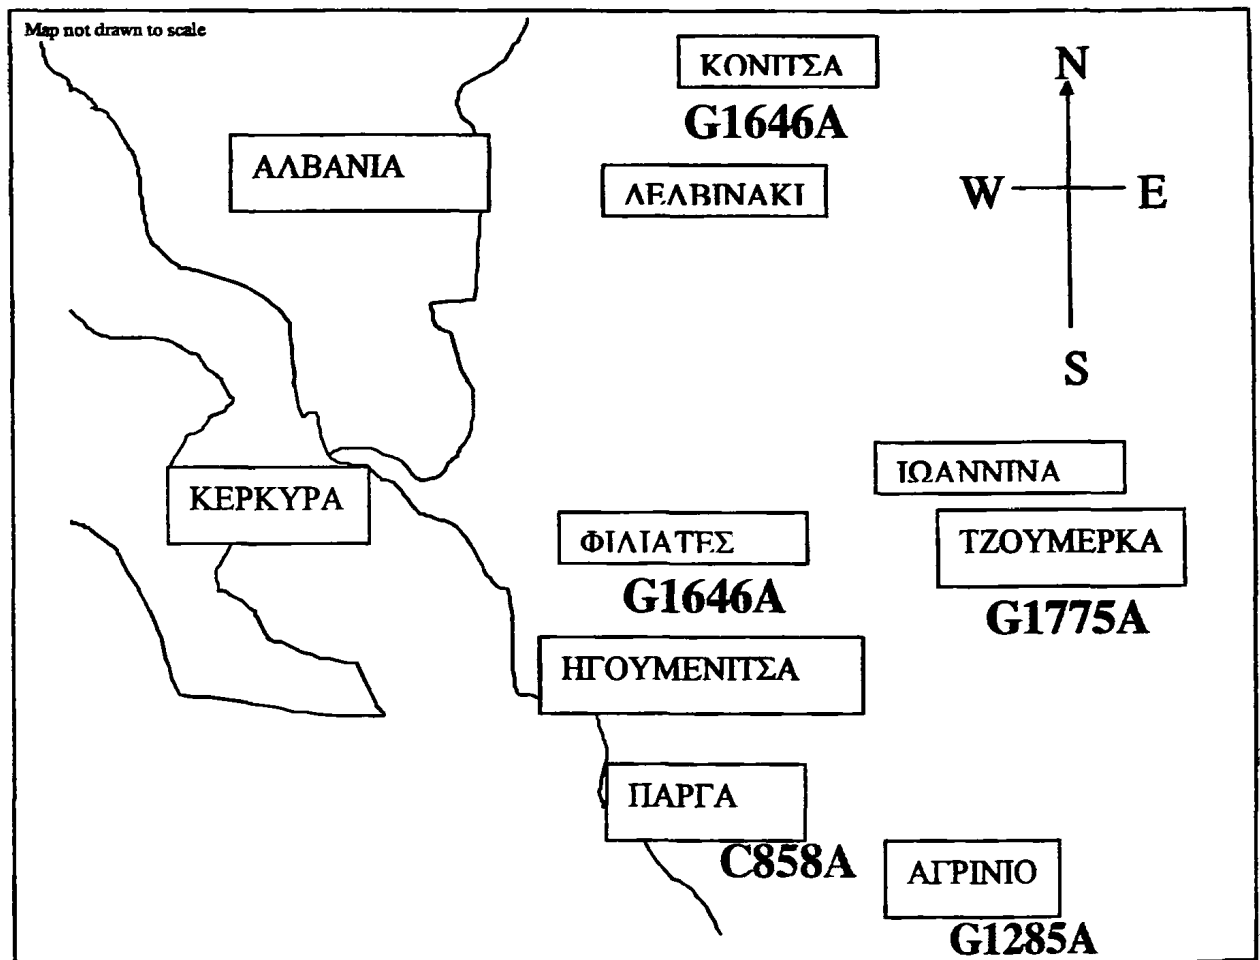 Map not drawn to scale
ΚΟΝΙΤΣΑ
G1646A
N
ΑΛΒΑΝΙΑ
ΔΕΛΒΙΝΑΚΙ
W
E
S
ΙΩΑΝΝΙΝΑ
ΚΕΡΚΥΡΑ
ΦΙΛΙΑΤΕΣ
ΤΖΟΥΜΕΡΚΑ
G1646A
G1775A
ΗΓΟΥΜΕΝΙΤΣΑ
ΠΑΡΓΑ
C858A
ΑΓΡΙΝΙΟ
G1285A